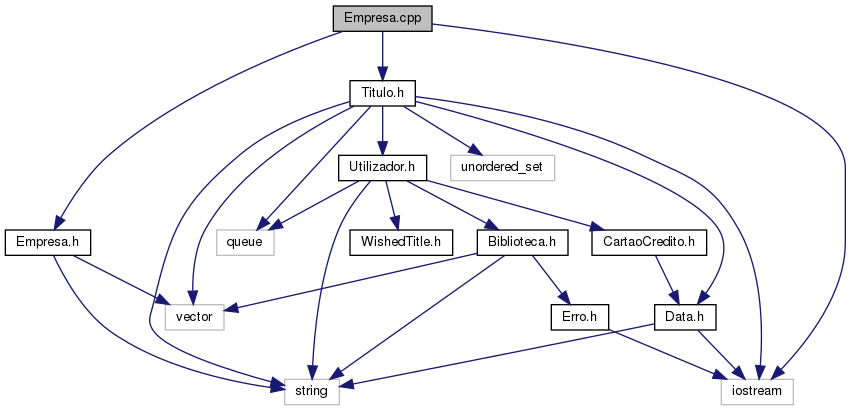 Empresa.cpp
Titulo.h
Utilizador.h
unordered_set
Empresa.h
queue
WishedTitle.h
Biblioteca.h
CartaoCredito.h
vector
Erro.h
Data.h
string
iostream